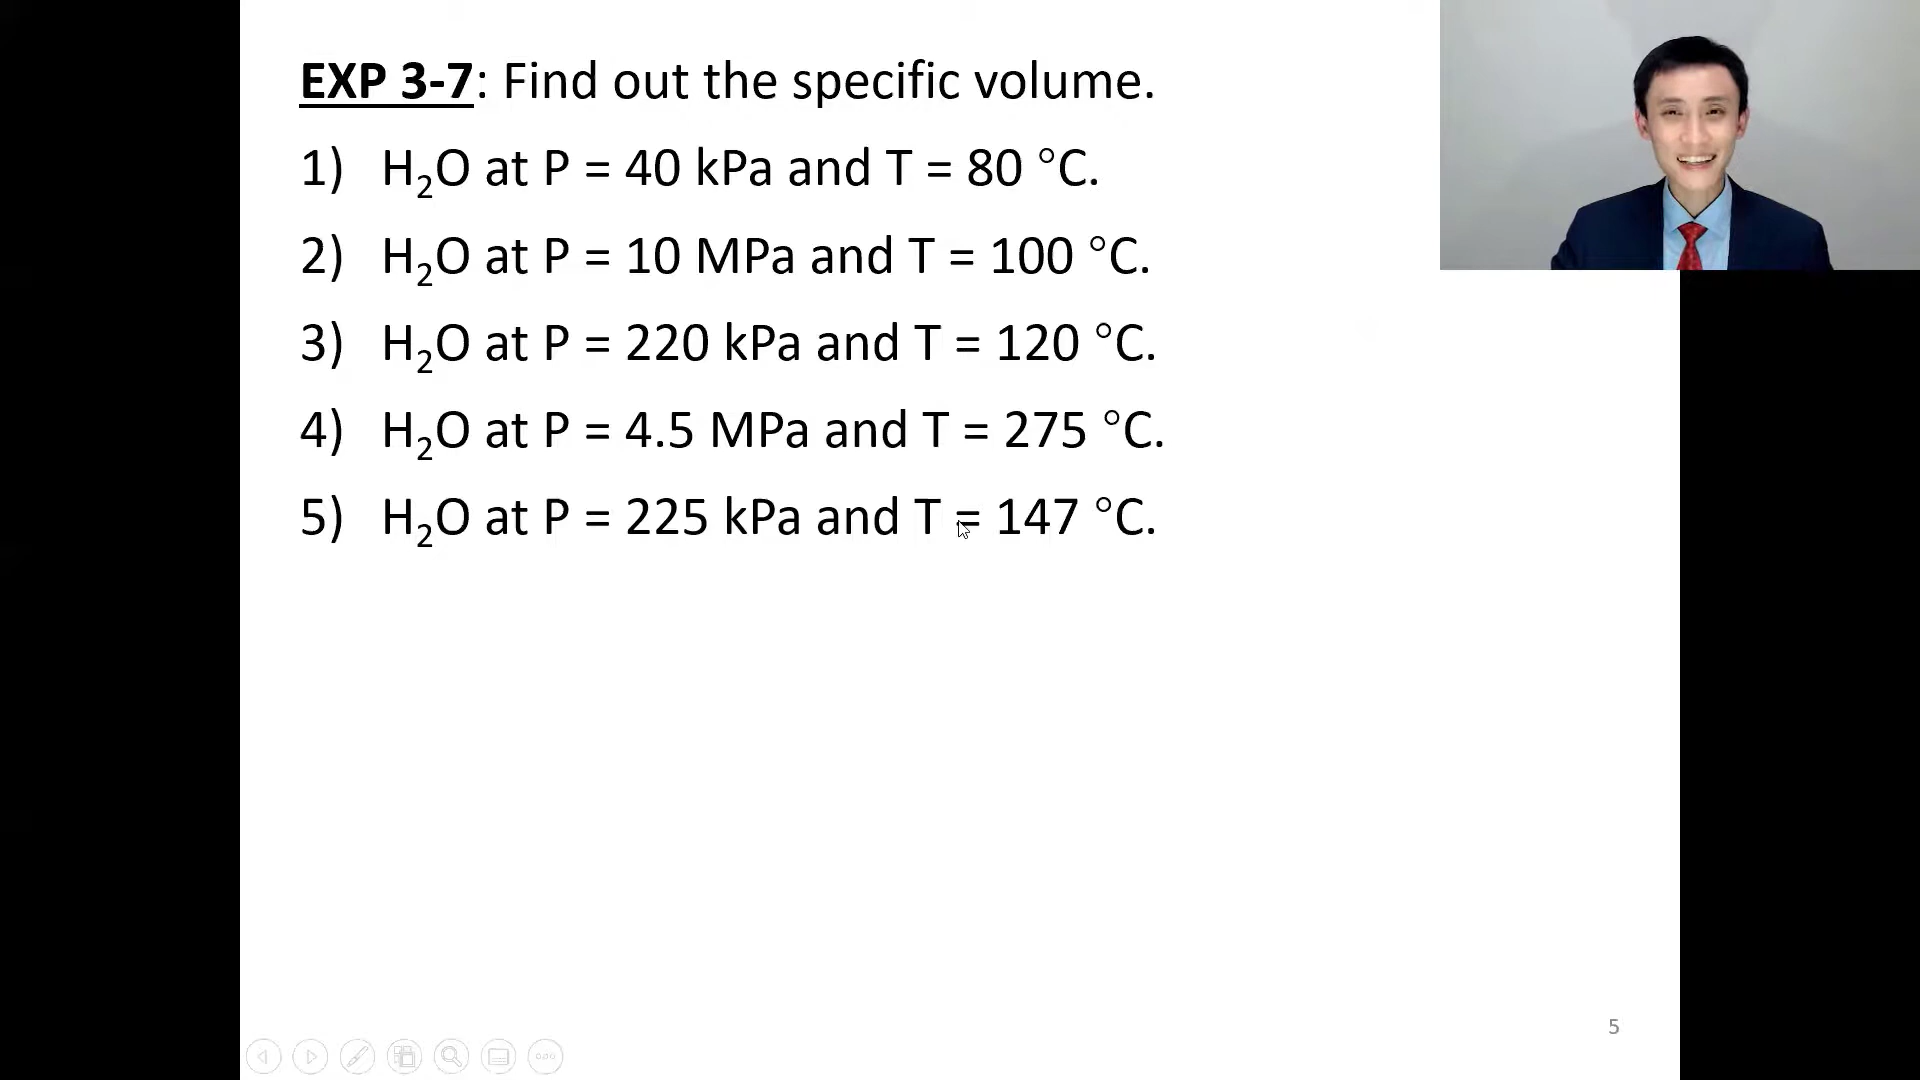 EXP 3-7: Find out the specific volume.
1) H₂O at P = 40 kPa and T = 80 °C.
2) H₂O at P = 10 MPa and T = 100 °C.
3) H₂O at P = 220 kPa and T = 120 °C.
4) H₂O at P = 4.5 MPa and T = 275 °C.
5) H₂O at P = 225 kPa and T = 147 °C.
5